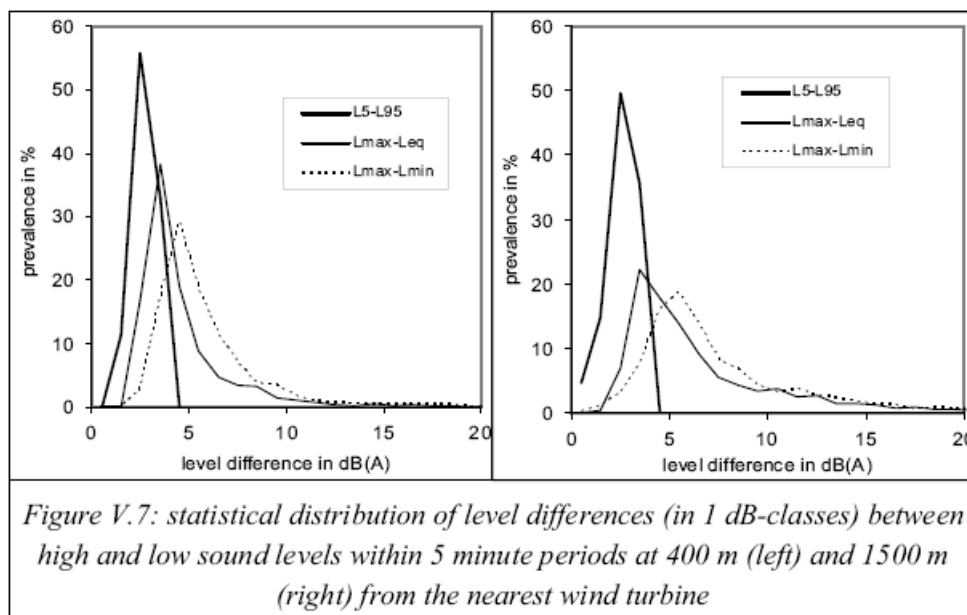 60
50
40
30
20
10
0
prevalence in %
L5-L95
Lmax-Leq
Lmax-Lmin
0 5 10 15 20
level difference in dB(A)
60
50
40
30
20
10
0
prevalence in %
L5-L95
Lmax-Leq
Lmax-Lmin
0 5 10 15 20
level difference in dB(A)
Figure V.7: statistical distribution of level differences (in 1 dB-classes) between
high and low sound levels within 5 minute periods at 400 m (left) and 1500 m
(right) from the nearest wind turbine